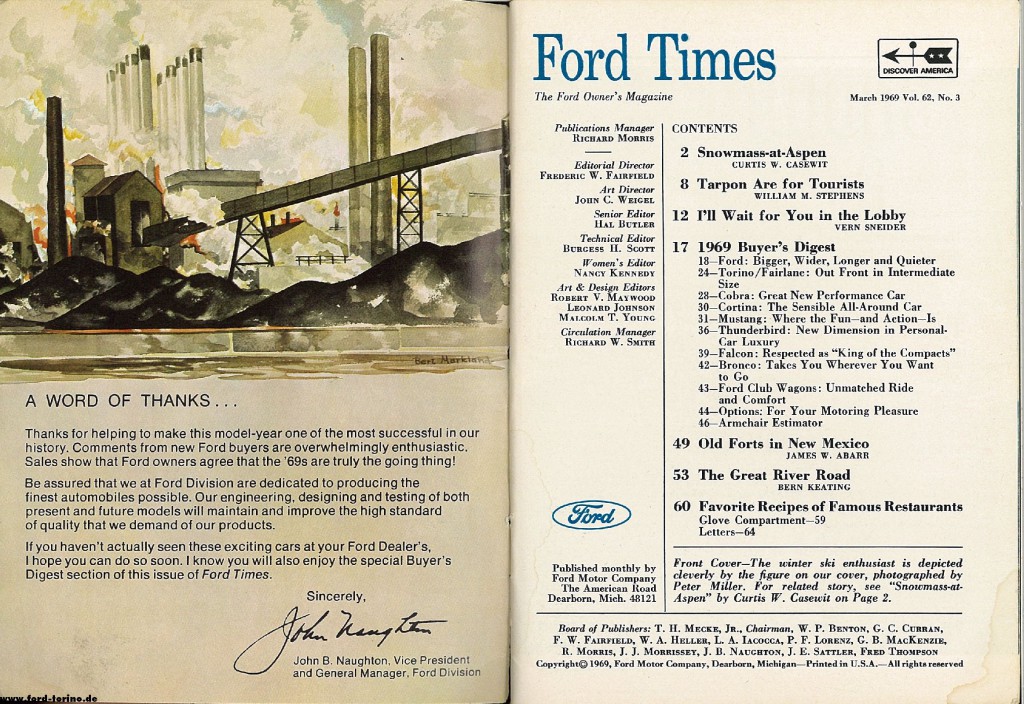 Bert Markland
A WORD OF THANKS...
Thanks for helping to make this model-year one of the most successful in our
history. Comments from new Ford buyers are overwhelmingly enthusiastic.
Sales show that Ford owners agree that the '69s are truly the going thing!
Be assured that we at Ford Division are dedicated to producing the
finest automobiles possible. Our engineering, designing and testing of both
present and future models will maintain and improve the high standard
of quality that we demand of our products.
If you haven't actually seen these exciting cars at your Ford Dealer's,
I hope you can do so soon. I know you will also enjoy the special Buyer's
Digest section of this issue of Ford Times.
Sincerely,
John Naughton
John B. Naughton, Vice President
and General Manager, Ford Division
www.ford-torino.de
Ford Times
DISCOVER AMERICA
The Ford Owner's Magazine
March 1969 Vol. 62, No. 3
Publications Manager
RICHARD MORRIS
Editorial Director
FREDERIC W. FAIRFIELD
Art Director
JOHN C. WEIGEL
Senior Editor
HAL BUTLER
Technical Editor
BURGESS H. SCOTT
Women's Editor
NANCY KENNEDY
Art & Design Editors
ROBERT V. MAYWOOD
LEONARD JOHNSON
MALCOLM T. YOUNG
Circulation Manager
RICHARD W. SMITH
Ford
Published monthly by
Ford Motor Company
The American Road
Dearborn, Mich. 48121
CONTENTS
2 Snowmass-at-Aspen
CURTIS W. CASEWIT
8 Tarpon Are for Tourists
WILLIAM M. STEPHENS
12 I'll Wait for You in the Lobby
VERN SNEIDER
17 1969 Buyer's Digest
18—Ford: Bigger, Wider, Longer and Quieter
24—Torino/Fairlane: Out Front in Intermediate
Size
28—Cobra: Great New Performance Car
30—Cortina: The Sensible All-Around Car
31—Mustang: Where the Fun—and Action—Is
36—Thunderbird: New Dimension in Personal-
Car Luxury
39—Falcon: Respected as "King of the Compacts"
42—Bronco: Takes You Wherever You Want
to Go
43—Ford Club Wagons: Unmatched Ride
and Comfort
44—Options: For Your Motoring Pleasure
46—Armchair Estimator
49 Old Forts in New Mexico
JAMES W. ABARR
53 The Great River Road
BERN KEATING
60 Favorite Recipes of Famous Restaurants
Glove Compartment—59
Letters—64
Front Cover—The winter ski enthusiast is depicted
cleverly by the figure on our cover, photographed by
Peter Miller. For related story, see "Snowmass-at-
Aspen" by Curtis W. Casewit on Page 2.
Board of Publishers: T. H. MECKE, JR., Chairman, W. P. BENTON, G. C. CURRAN,
F. W. FAIRFIELD, W. A. HELLER, L. A. IACOCCA, P. F. LORENZ, G. B. MACKENZIE,
R. MORRIS, J. J. MORRISSEY, J. B. NAUGHTON, J. E. SATTLER, FRED THOMPSON
Copyright© 1969, Ford Motor Company, Dearborn, Michigan—Printed in U.S.A.—All rights reserved